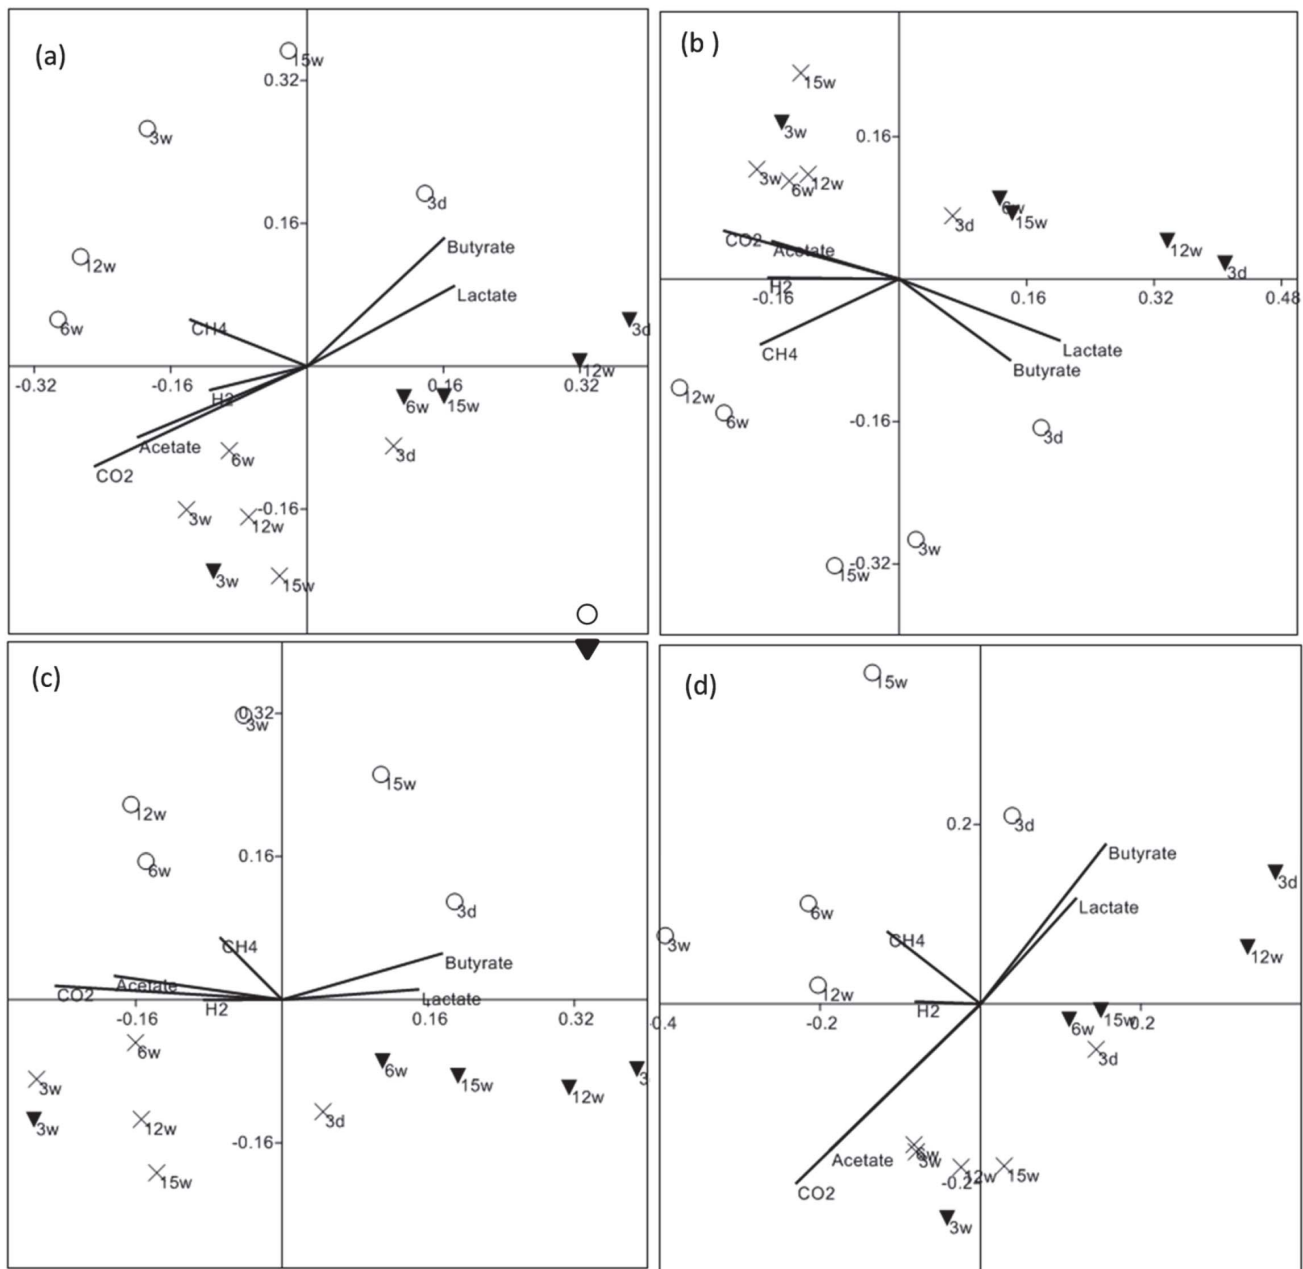 (a)
15w
0.32
3w
3d
0.16
Butyrate
12w
Lactate
6w
CH4
3d
-0.32
-0.16
0.16
12w
0.32
H2
6w
15w
Acetate
6w
3d
CO2
3w
-0.16
12w
3w
15w
(b )
15w
3w
0.16
3w
6w
12w
6w
15w
3d
CO2
Acetate
12w
3d
H2
-0.16
0.16
0.32
0.48
CH4
Lactate
Butyrate
12w
6w
-0.16
3d
3w
15w
-0.32
(c)
0.32
3w
15w
12w
0.16
6w
3d
CH4
Butyrate
Acetate
CO2
H2
Lactate
-0.16
0.16
0.32
6w
6w
15w
3w
12w
3
3w
12w
3d
-0.16
15w
(d)
15w
0.2
3d
Butyrate
3d
6w
Lactate
3w
CH4
12w
12w
H2
0.4
-0.2
6w
15w
0.2
3d
6w
3w
Acetate
12w
15w
-0.2
CO2
3w